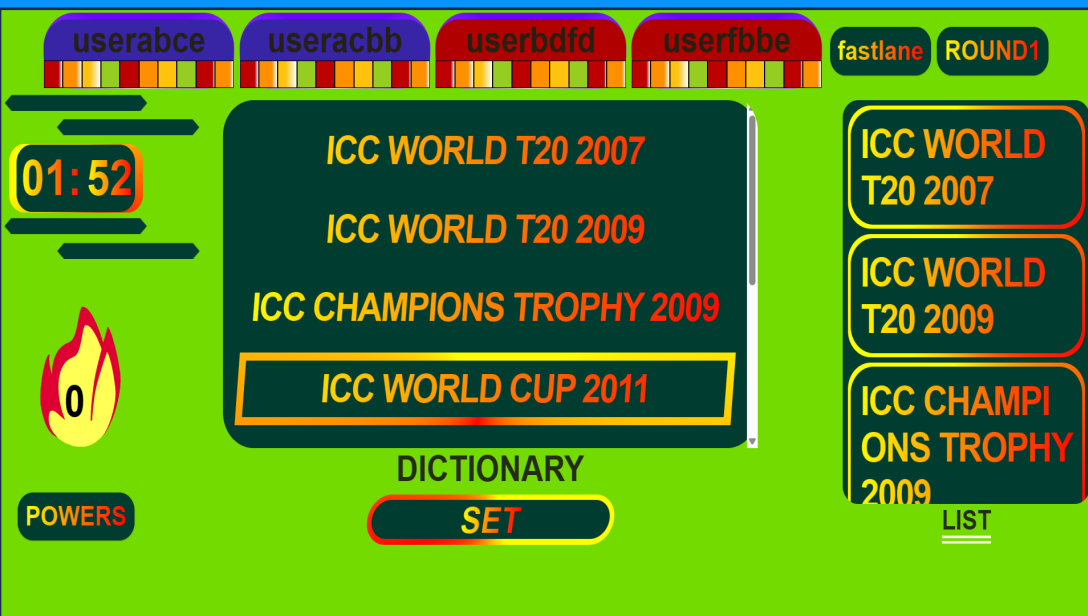 userabce
useracbb
userbdfd
userfbbe
fastlane
ROUND1
01:52
0
POWERS
ICC WORLD T20 2007
ICC WORLD T20 2009
ICC CHAMPIONS TROPHY 2009
ICC WORLD CUP 2011
DICTIONARY
SET
ICC WORLD
T20 2007
ICC WORLD
T20 2009
ICC CHAMPI
ONS TROPHY
2009
LIST